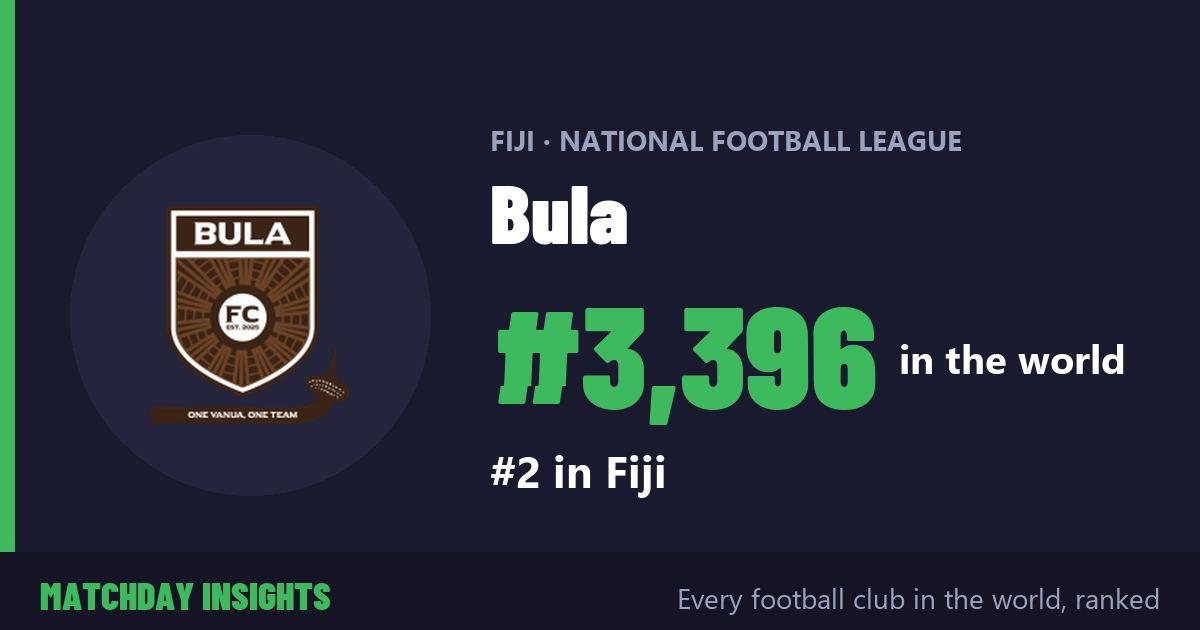 BULA
FC
EST. 2025
ONE VANUA, ONE TEAM
FIJI · NATIONAL FOOTBALL LEAGUE
Bula
#3,396 in the world
#2 in Fiji
MATCHDAY INSIGHTS
Every football club in the world, ranked